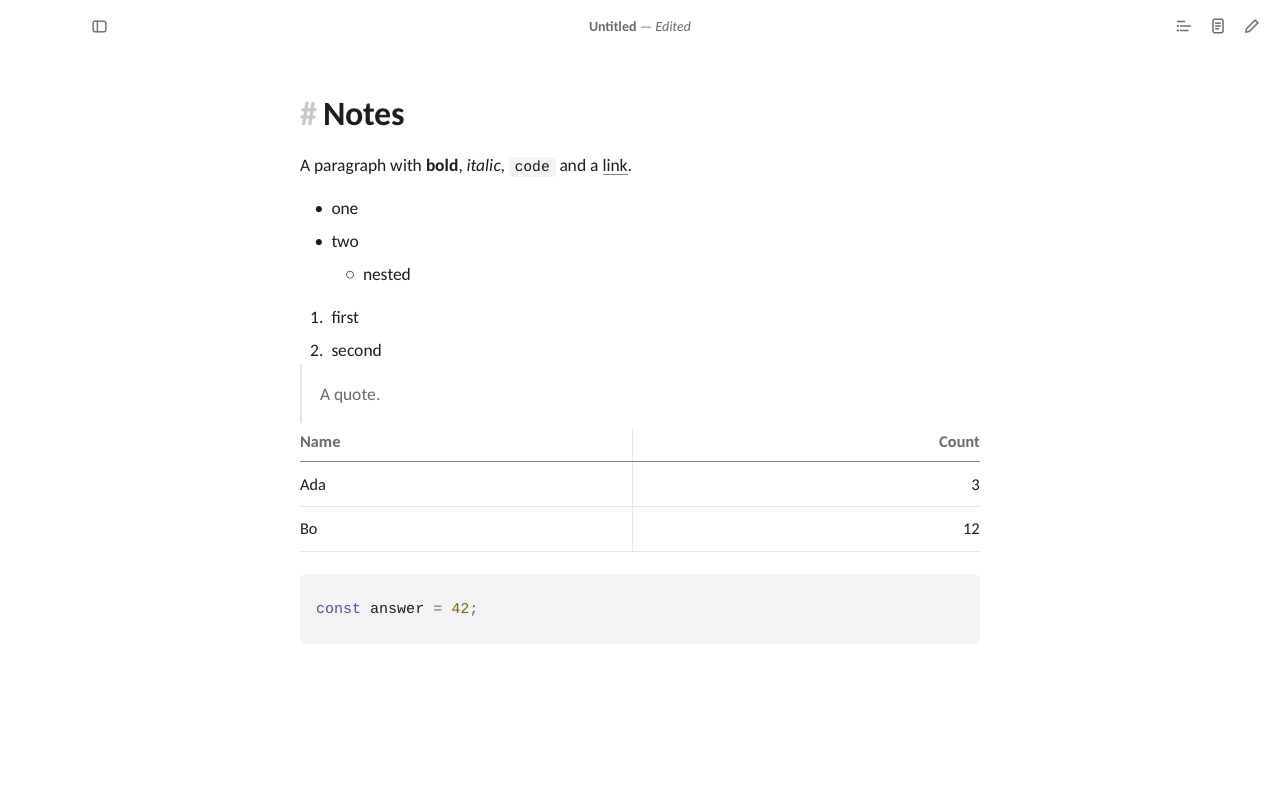 Untitled — Edited
# Notes
A paragraph with bold, italic, code and a link.
• one
• two
○ nested
1. first
2. second
A quote.
Name Count
Ada 3
Bo 12
const answer = 42;